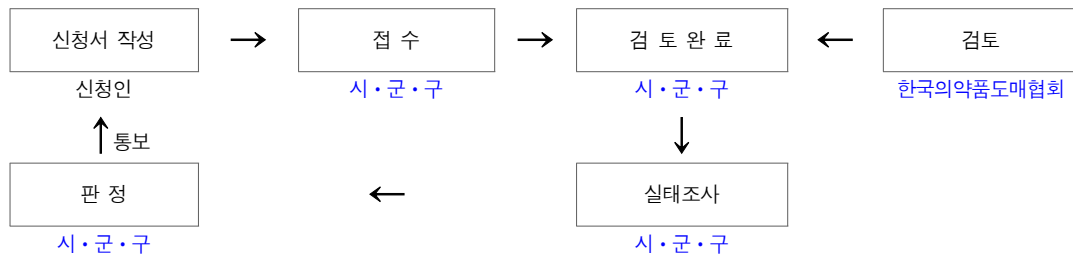 신청서 작성 → 접 수 → 검 토 완 료 ← 검토
신청인 시·군·구 시·군·구 한국의약품도매협회
↑ 통보 ↓
판 정 ← 실태조사
시·군·구 시·군·구